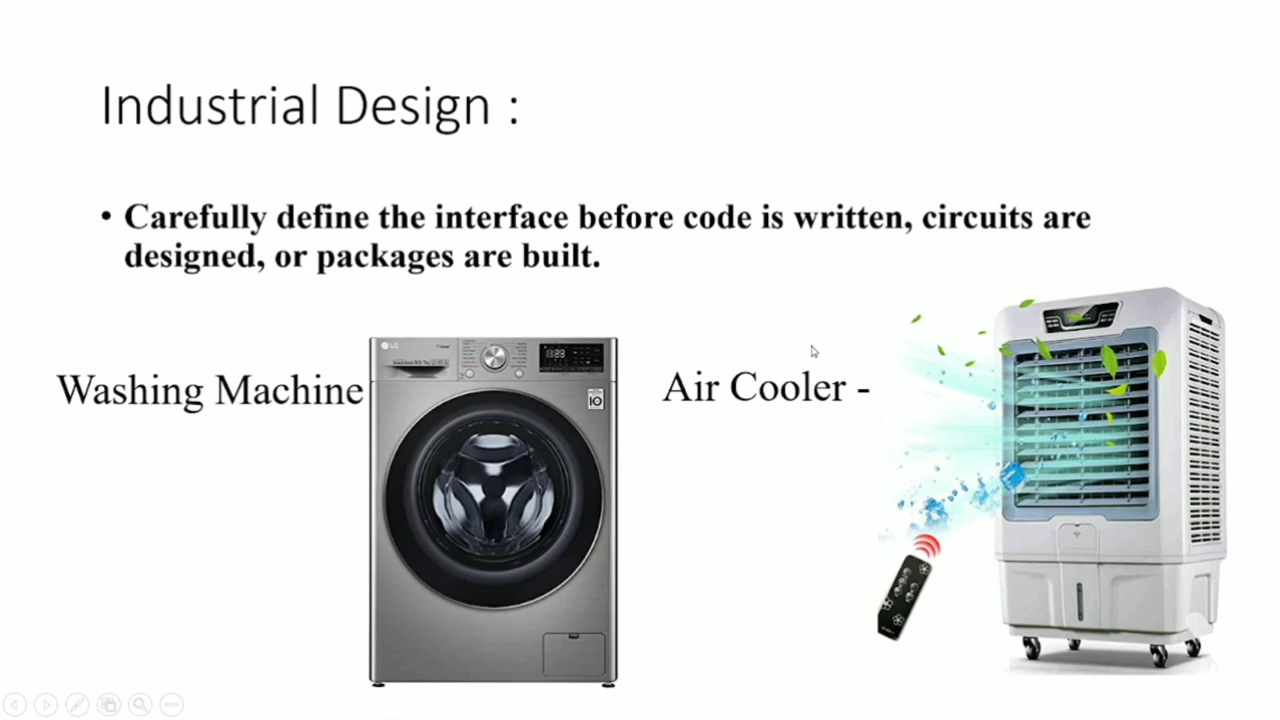 Industrial Design :
• Carefully define the interface before code is written, circuits are
designed, or packages are built.
Washing Machine
Air Cooler -
LG